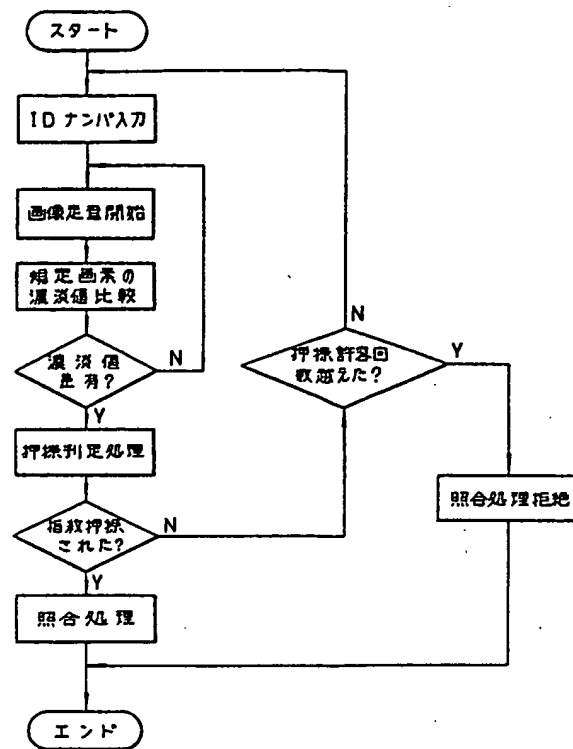 スタート
IDナンバ入力
画像走査開始
規定画素の
濃淡値比較
濃淡値
差有?
N
Y
押捺判定処理
指紋押捺
された?
N
Y
照合処理
エンド
押捺許容回
数越えた?
N
Y
照合処理拒絶